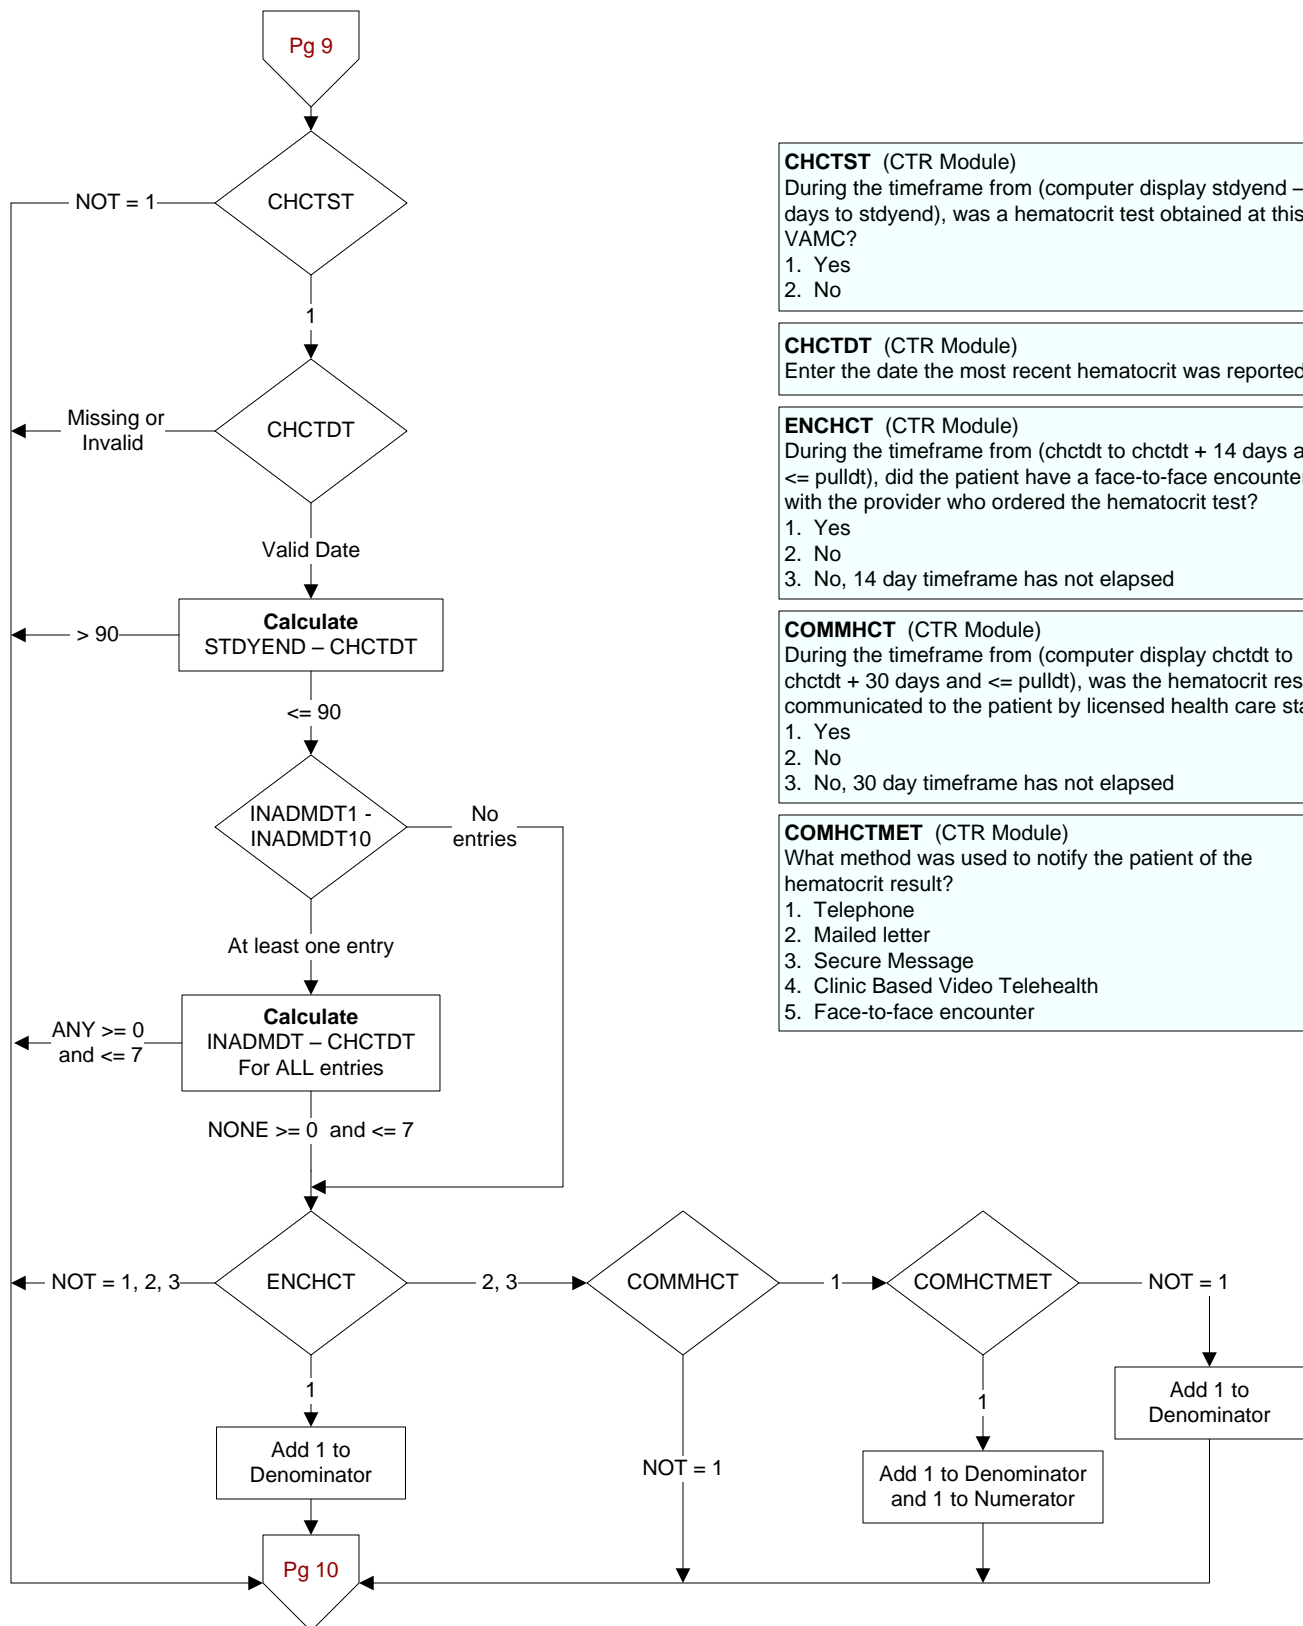 Pg 9
CHCTST
NOT = 1
1
CHCTDT
Missing or
Invalid
Valid Date
Calculate
STDYEND – CHCTDT
> 90
<= 90
INADMDT1 -
INADMDT10
No
entries
At least one entry
Calculate
INADMDT – CHCTDT
For ALL entries
ANY >= 0
and <= 7
NONE >= 0 and <= 7
ENCHCT
NOT = 1, 2, 3
2, 3
COMMHCT
1
COMHCTMET
NOT = 1
1
Add 1 to
Denominator
NOT = 1
1
Add 1 to Denominator
and 1 to Numerator
Add 1 to
Denominator
Pg 10
CHCTST (CTR Module)
During the timeframe from (computer display stdyend –
days to stdyend), was a hematocrit test obtained at this
VAMC?
1. Yes
2. No
CHCTDT (CTR Module)
Enter the date the most recent hematocrit was reported
ENCHCT (CTR Module)
During the timeframe from (chctdt to chctdt + 14 days
<= pulldt), did the patient have a face-to-face encounter
with the provider who ordered the hematocrit test?
1. Yes
2. No
3. No, 14 day timeframe has not elapsed
COMMHCT (CTR Module)
During the timeframe from (computer display chctdt to
chctdt + 30 days and <= pulldt), was the hematocrit
communicated to the patient by licensed health care
1. Yes
2. No
3. No, 30 day timeframe has not elapsed
COMHCTMET (CTR Module)
What method was used to notify the patient of the
hematocrit result?
1. Telephone
2. Mailed letter
3. Secure Message
4. Clinic Based Video Telehealth
5. Face-to-face encounter